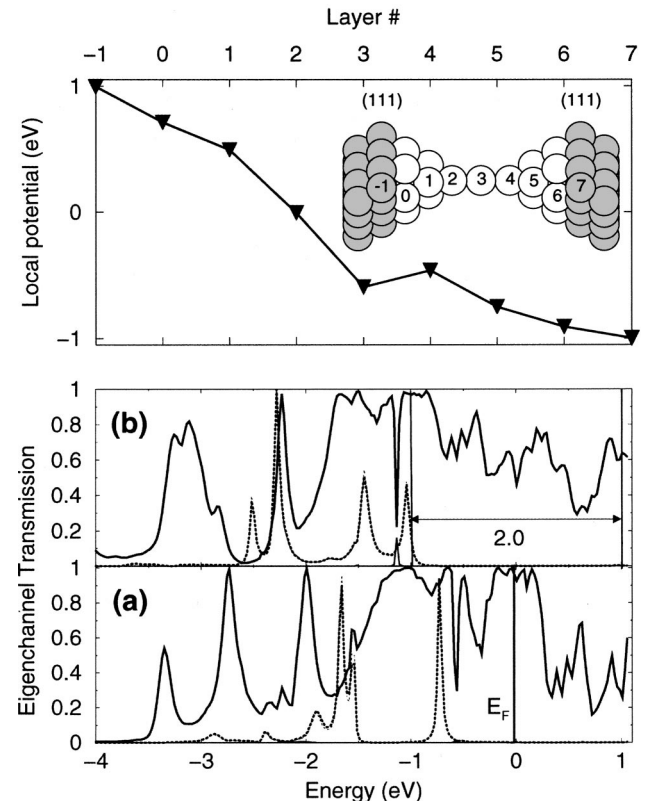 Layer #
−1 0 1 2 3 4 5 6 7
Local potential (eV)
1
0
−1
(111) (111)
-1 0 1 2 3 4 5 6 7
(b)
Eigenchannel Transmission
1
0.8
0.6
0.4
0.2
2.0
(a)
1
0.8
0.6
0.4
0.2
0
E_F
−4 −3 −2 −1 0 1
Energy (eV)